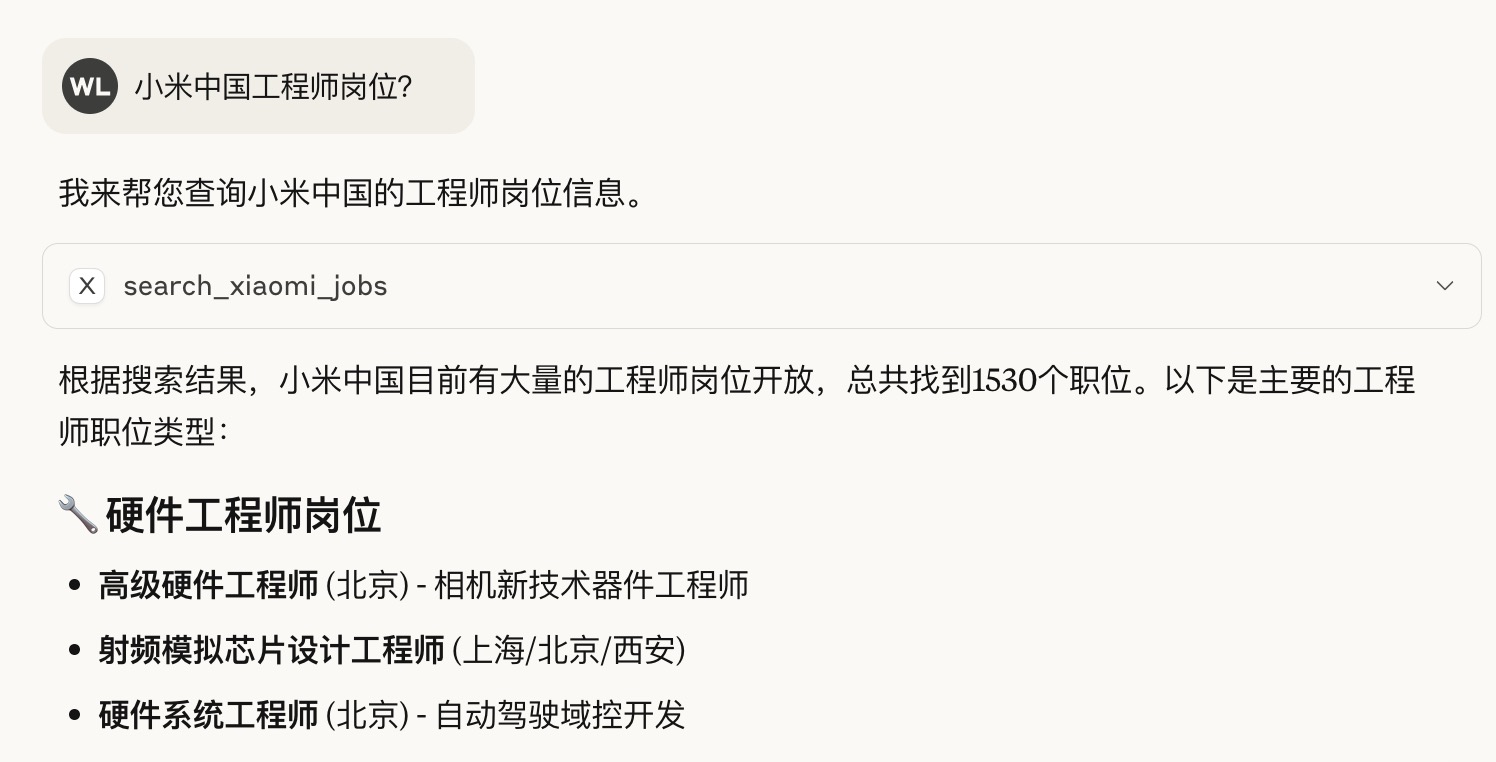 WL 小米中国工程师岗位?
我来帮您查询小米中国的工程师岗位信息。
X search_xiaomi_jobs
根据搜索结果，小米中国目前有大量的工程师岗位开放，总共找到1530个职位。以下是主要的工程
师职位类型：
🔧 硬件工程师岗位
• 高级硬件工程师 (北京) - 相机新技术器件工程师
• 射频模拟芯片设计工程师 (上海/北京/西安)
• 硬件系统工程师 (北京) - 自动驾驶域控开发